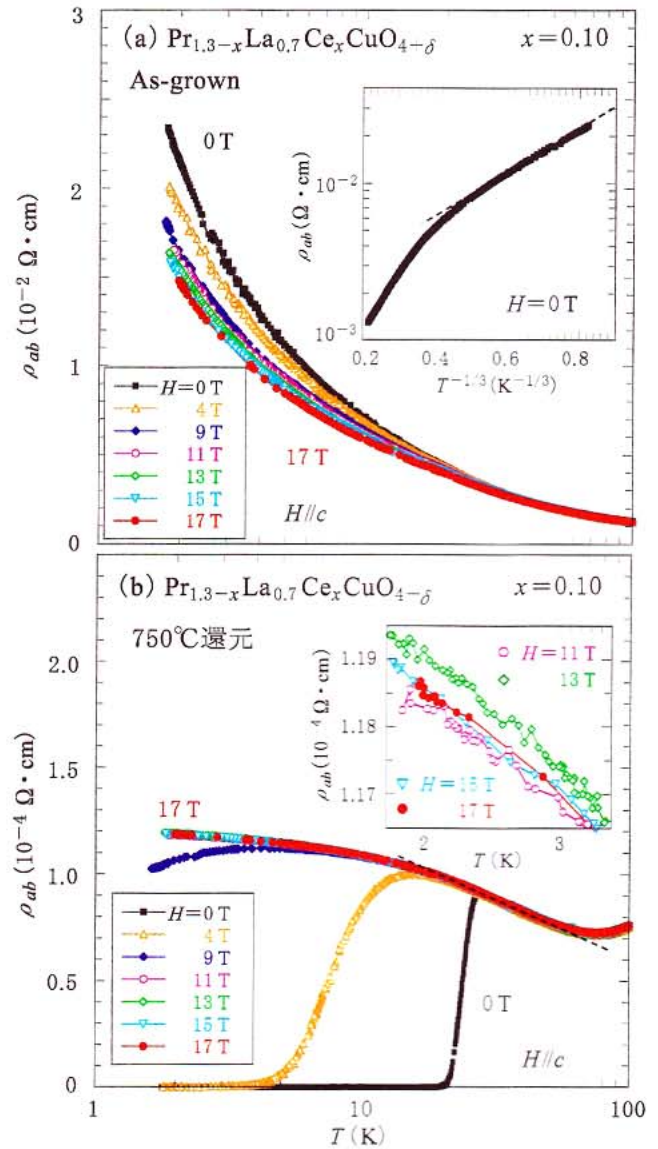 3
(a) Pr1.3−xLa0.7CexCuO4−δ x=0.10
As-grown
0 T
2
ρab (10−2 Ω·cm)
10−2
ρab (Ω·cm)
H=0 T
10−3
0.2 0.4 0.6 0.8
T−1/3 (K−1/3)
1
H=0 T
4 T
9 T
11 T
13 T
15 T
17 T
17 T
H//c
0
(b) Pr1.3−xLa0.7CexCuO4−δ x=0.10
750℃還元
2.0
1.5
1.0
0.5
0
ρab (10−4 Ω·cm)
1.19
1.18
1.17
ρab (10−4 Ω·cm)
H=11 T
13 T
H=15 T
17 T
2 3
T (K)
17 T
H=0 T
4 T
9 T
11 T
13 T
15 T
17 T
0 T
H//c
1 10 100
T (K)